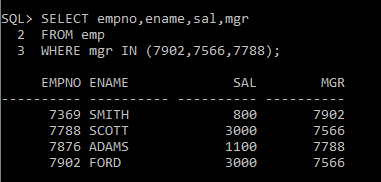 SQL> SELECT empno,ename,sal,mgr
  2  FROM emp
  3  WHERE mgr IN (7902,7566,7788);
     EMPNO ENAME             SAL        MGR
---------- ---------- ---------- ----------
      7369 SMITH             800       7902
      7788 SCOTT            3000       7566
      7876 ADAMS            1100       7788
      7902 FORD             3000       7566